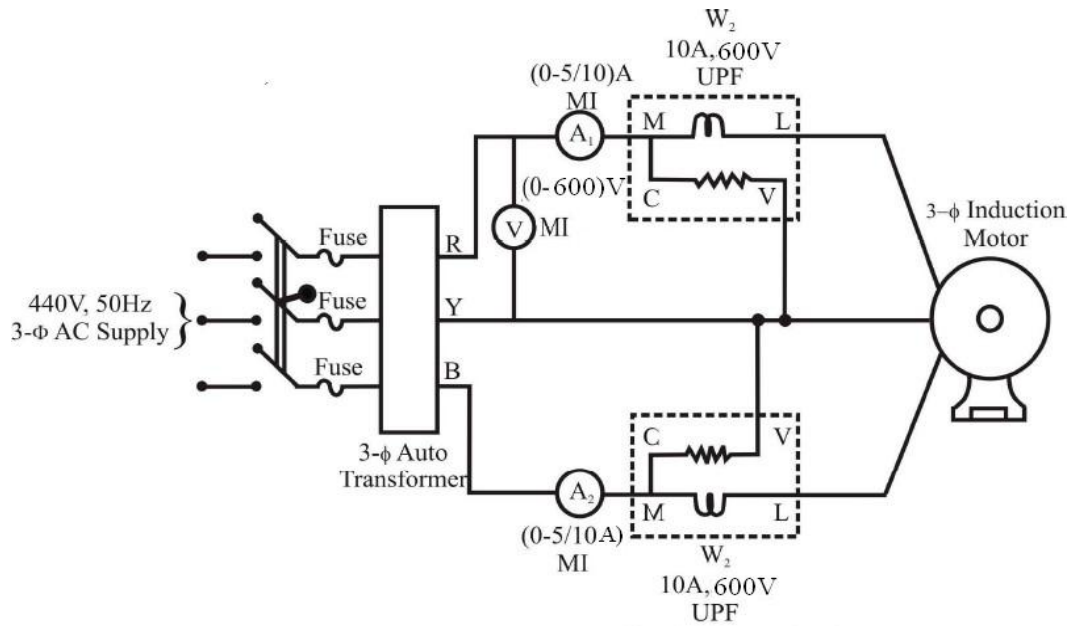 W₂
10A,600V
UPF
(0-5/10)A
MI
A₁
M
L
C
V
(0-600)V
V
MI
3-ϕ Induction
Motor
Fuse
R
440V, 50Hz
3-Φ AC Supply
}
Fuse
Y
Fuse
B
3-ϕ Auto
Transformer
C
V
A₂
M
L
(0-5/10A)
MI
W₂
10A,600V
UPF